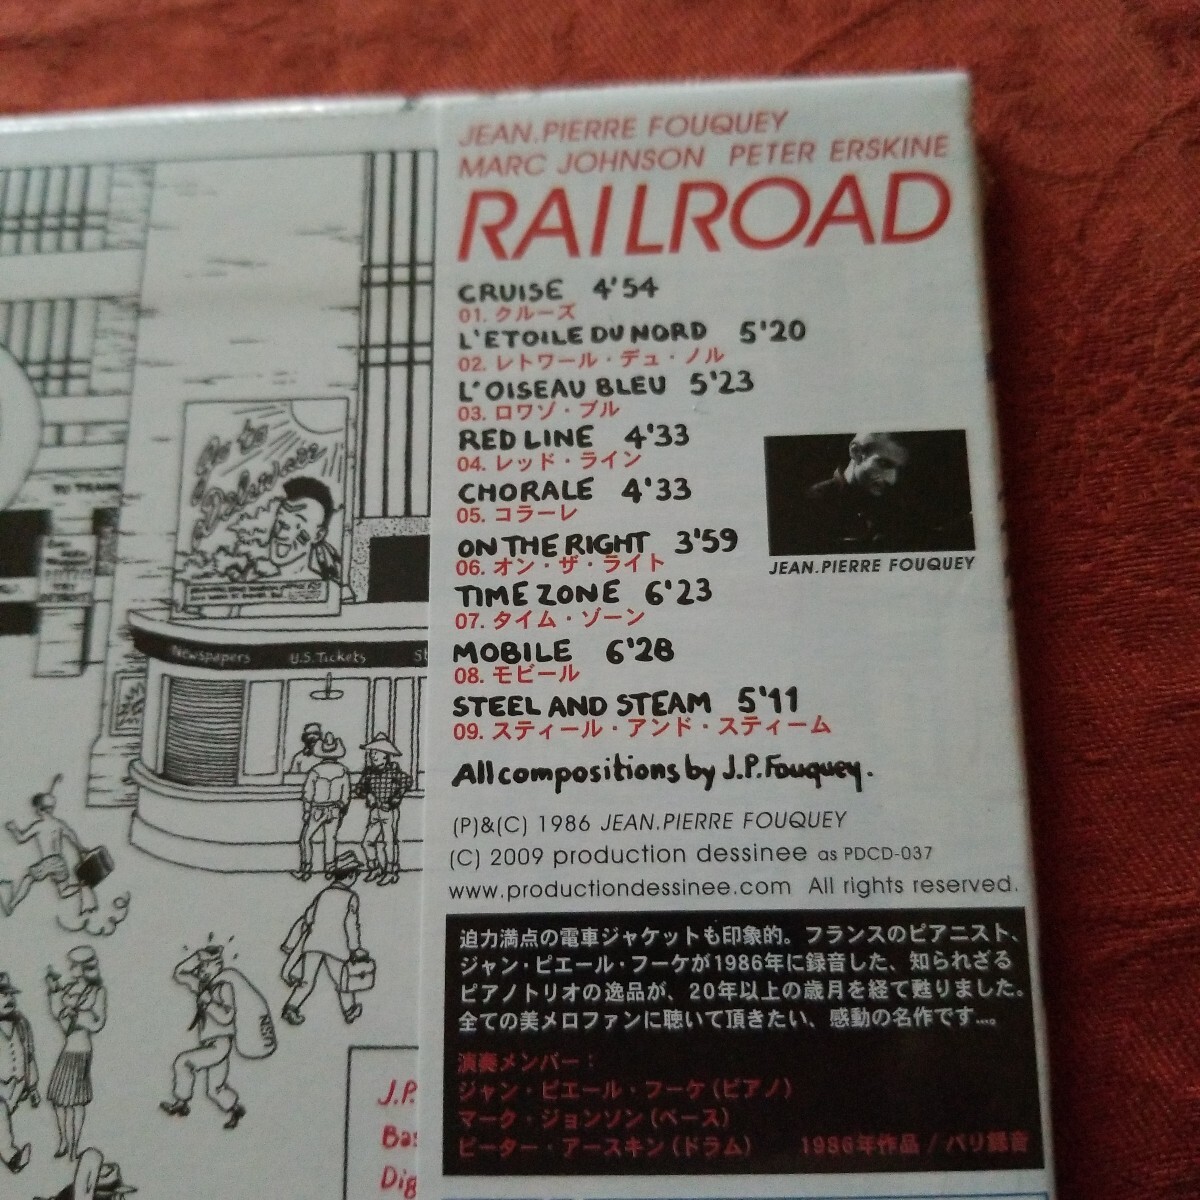 JEAN.PIERRE FOUQUEY
MARC JOHNSON PETER ERSKINE
RAILROAD
CRUISE 4'54
01. クルーズ
L'ETOILE DU NORD 5'20
02. レトワール・デュ・ノル
L'OISEAU BLEU 5'23
03. ロワゾ・ブル
RED LINE 4'33
04. レッド・ライン
CHORALE 4'33
05. コラーレ
ON THE RIGHT 3'59
06. オン・ザ・ライト
TIME ZONE 6'23
07. タイム・ゾーン
MOBILE 6'28
08. モビール
STEEL AND STEAM 5'11
09. スティール・アンド・スティーム
All compositions by J.P. Fouquey.
JEAN.PIERRE FOUQUEY
(P)&(C) 1986 JEAN.PIERRE FOUQUEY
(C) 2009 production dessinee as PDCD-037
www.productiondessinee.com All rights reserved.
迫力満点の電車ジャケットも印象的。フランスのピアニスト、
ジャン・ピエール・フーケが1986年に録音した、知られざる
ピアノトリオの逸品が、20年以上の歳月を経て甦りました。
全ての美メロファンに聴いて頂きたい、感動の名作です…。
演奏メンバー：
ジャン・ピエール・フーケ（ピアノ）
マーク・ジョンソン（ベース）
ピーター・アースキン（ドラム） 1986年作品 / パリ録音
Go to
Delaware
Newspapers U.S. Tickets St
TO TRAINS
USN
J.P.
Bas
Dig